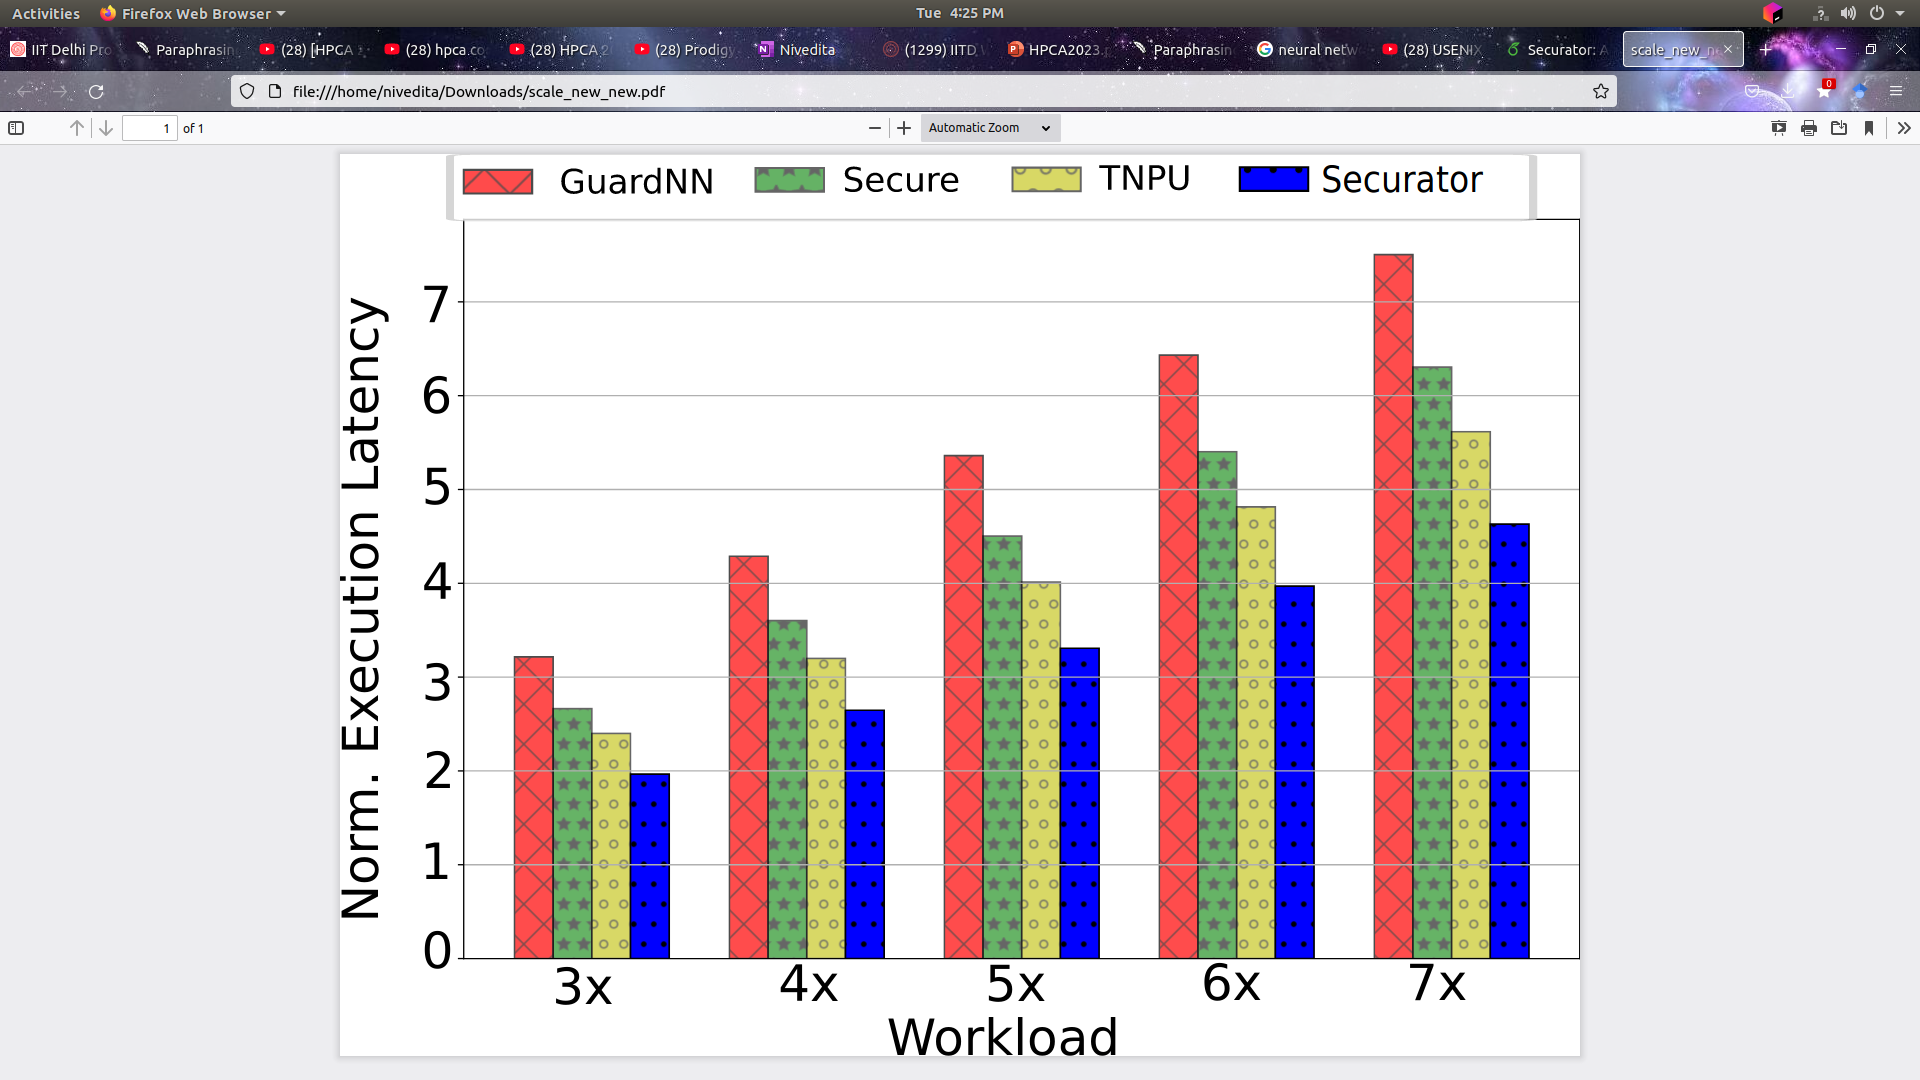 Activities Firefox Web Browser Tue 4:25 PM
IIT Delhi Pro Paraphrasin (28) [HPCA 2 (28) hpca.co (28) HPCA 2 (28) Prodigy Nivedita (1299) IITD HPCA2023.p Paraphrasin neural netw (28) USENIX Securator: A scale_new_n
file:///home/nivedita/Downloads/scale_new_new.pdf 0
1 of 1 Automatic Zoom
GuardNN Secure TNPU Securator
Norm. Execution Latency
7
6
5
4
3
2
1
0
3x 4x 5x 6x 7x
Workload